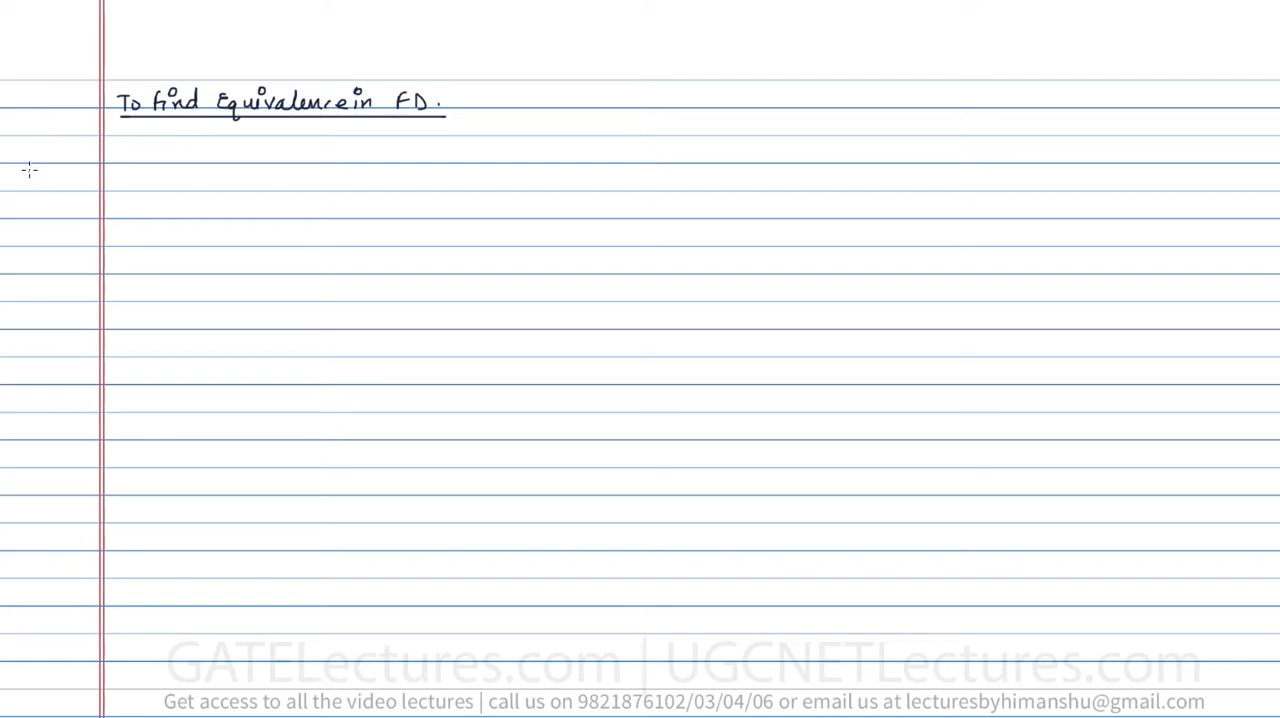 To find Equivalence in FD.
GATELectures.com | UGCNETLectures.com
Get access to all the video lectures | call us on 9821876102/03/04/06 or email us at lecturesbyhimanshu@gmail.com